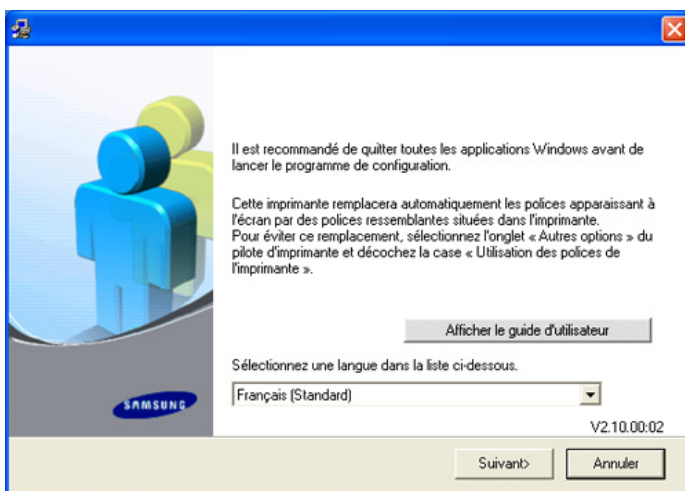 Il est recommandé de quitter toutes les applications Windows avant de
lancer le programme de configuration.
Cette imprimante remplacera automatiquement les polices apparaissant à
l'écran par des polices ressemblantes situées dans l'imprimante.
Pour éviter ce remplacement, sélectionnez l'onglet « Autres options » du
pilote d'imprimante et décochez la case « Utilisation des polices de
l'imprimante ».
Afficher le guide d'utilisateur
Sélectionnez une langue dans la liste ci-dessous.
Français (Standard)
SAMSUNG
V2.10.00:02
Suivant>
Annuler